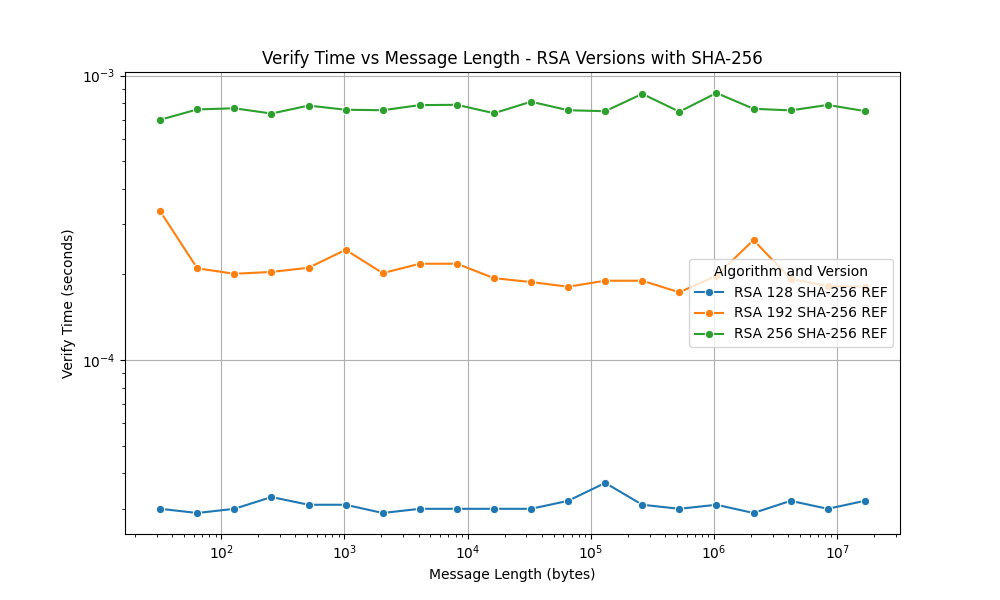 Verify Time vs Message Length - RSA Versions with SHA-256
10⁻³
10⁻⁴
Verify Time (seconds)
Algorithm and Version
RSA 128 SHA-256 REF
RSA 192 SHA-256 REF
RSA 256 SHA-256 REF
10² 10³ 10⁴ 10⁵ 10⁶ 10⁷
Message Length (bytes)